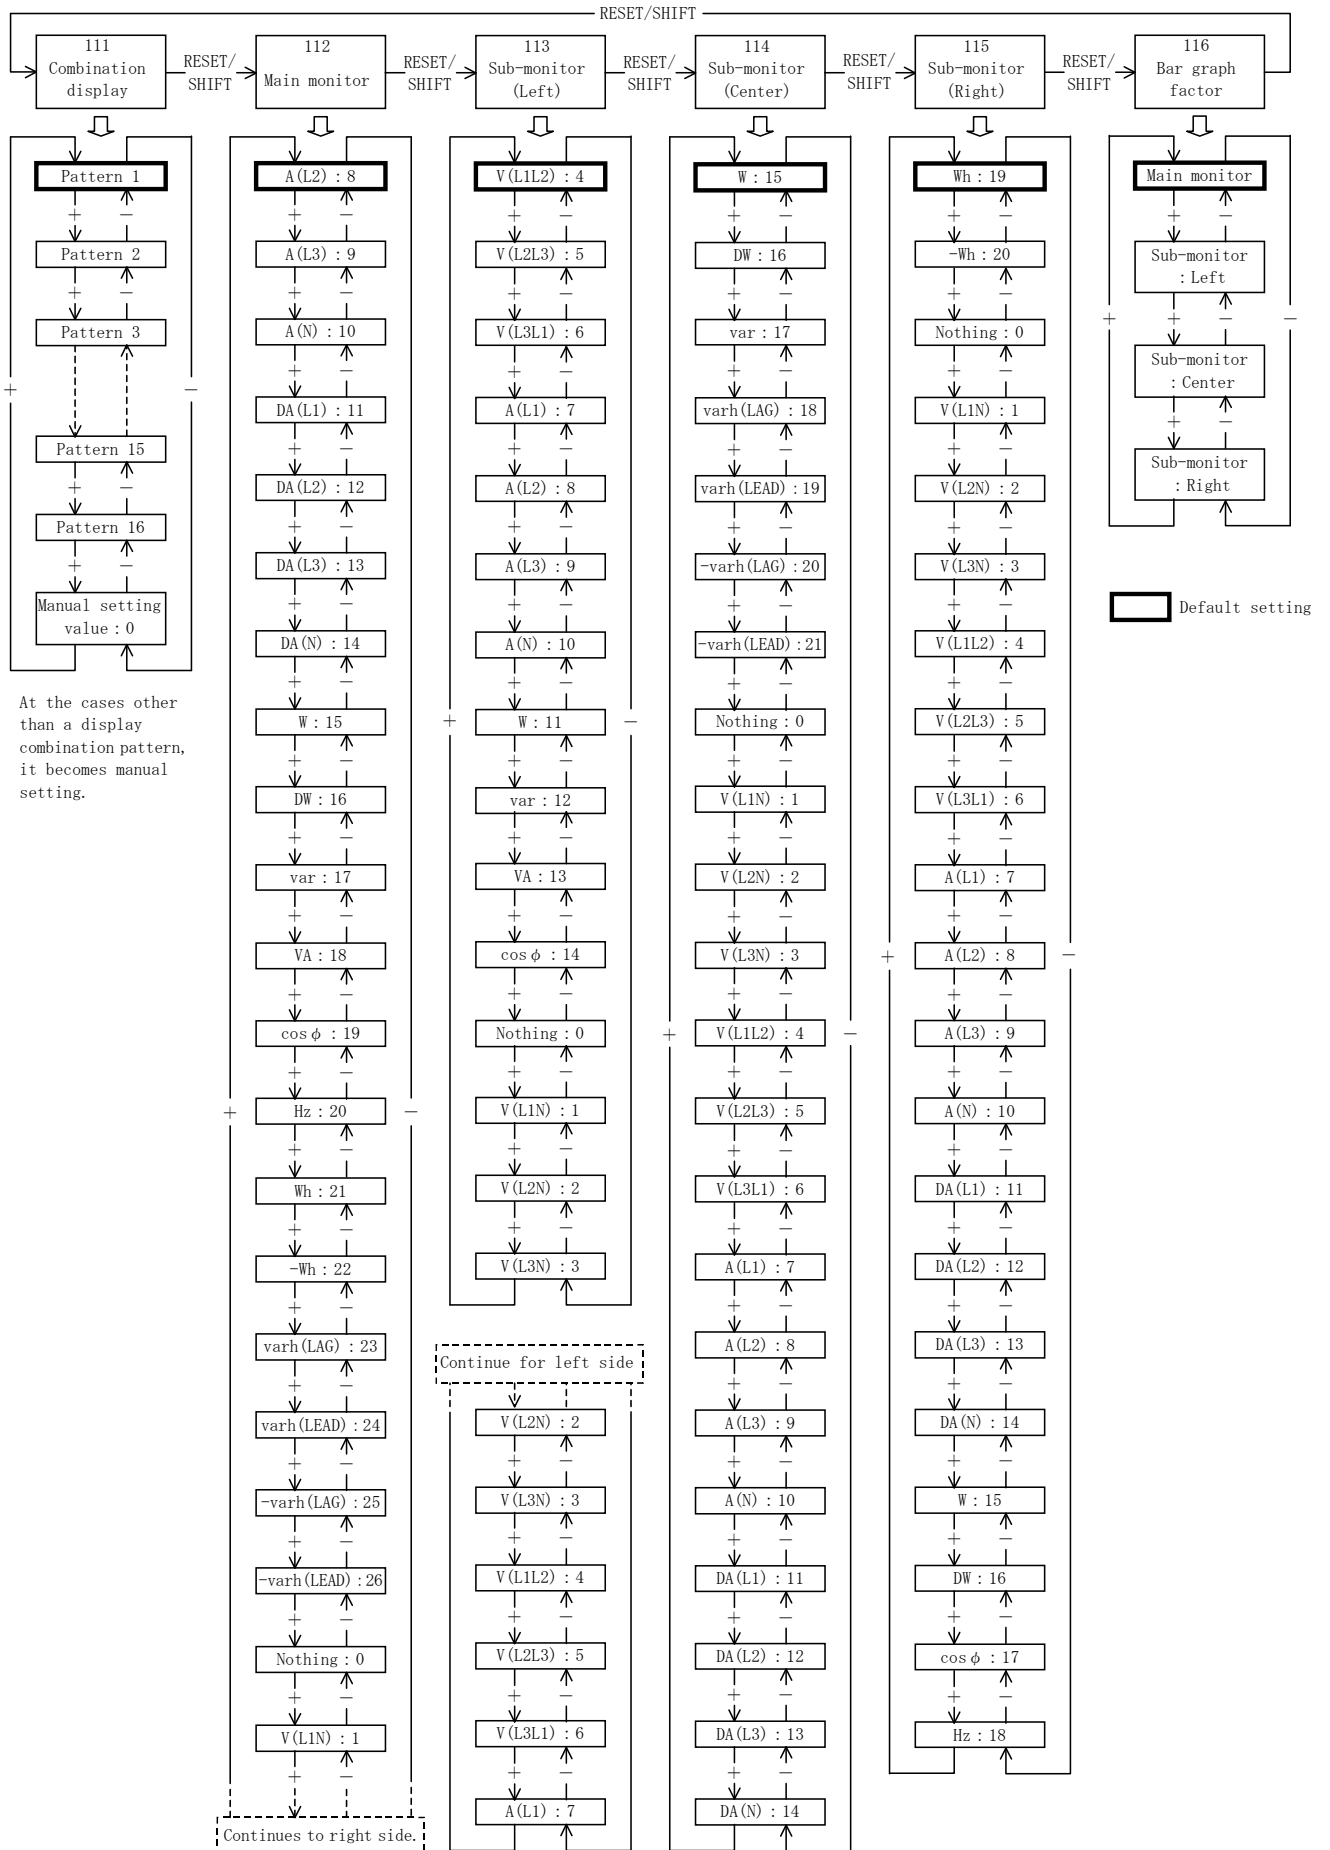 RESET/SHIFT
111
Combination
display
RESET/
SHIFT
112
Main monitor
RESET/
SHIFT
113
Sub-monitor
(Left)
RESET/
SHIFT
114
Sub-monitor
(Center)
RESET/
SHIFT
115
Sub-monitor
(Right)
RESET/
SHIFT
116
Bar graph
factor
Pattern 1
+ −
Pattern 2
+ −
Pattern 3
+ −
Pattern 15
+ −
Pattern 16
+ −
Manual setting
value : 0
At the cases other
than a display
combination pattern,
it becomes manual
setting.
A(L2) : 8
+ −
A(L3) : 9
+ −
A(N) : 10
+ −
DA(L1) : 11
+ −
DA(L2) : 12
+ −
DA(L3) : 13
+ −
DA(N) : 14
+ −
W : 15
+ −
DW : 16
+ −
var : 17
+ −
VA : 18
+ −
cosφ : 19
+ −
+ Hz : 20 −
+ −
Wh : 21
+ −
-Wh : 22
+ −
varh(LAG) : 23
+ −
varh(LEAD) : 24
+ −
-varh(LAG) : 25
+ −
-varh(LEAD) : 26
+ −
Nothing : 0
+ −
V(L1N) : 1
+ −
Continues to right side.
V(L1L2) : 4
+ −
V(L2L3) : 5
+ −
V(L3L1) : 6
+ −
A(L1) : 7
+ −
A(L2) : 8
+ −
A(L3) : 9
+ −
A(N) : 10
+ −
+ W : 11 −
+ −
var : 12
+ −
VA : 13
+ −
cosφ : 14
+ −
Nothing : 0
+ −
V(L1N) : 1
+ −
V(L2N) : 2
+ −
V(L3N) : 3
Continue for left side
V(L2N) : 2
+ −
V(L3N) : 3
+ −
V(L1L2) : 4
+ −
V(L2L3) : 5
+ −
V(L3L1) : 6
+ −
A(L1) : 7
W : 15
+ −
DW : 16
+ −
var : 17
+ −
varh(LAG) : 18
+ −
varh(LEAD) : 19
+ −
-varh(LAG) : 20
+ −
-varh(LEAD) : 21
+ −
Nothing : 0
+ −
V(L1N) : 1
+ −
V(L2N) : 2
+ −
V(L3N) : 3
+ −
+ V(L1L2) : 4 −
+ −
V(L2L3) : 5
+ −
V(L3L1) : 6
+ −
A(L1) : 7
+ −
A(L2) : 8
+ −
A(L3) : 9
+ −
A(N) : 10
+ −
DA(L1) : 11
+ −
DA(L2) : 12
+ −
DA(L3) : 13
+ −
DA(N) : 14
Wh : 19
+ −
-Wh : 20
+ −
Nothing : 0
+ −
V(L1N) : 1
+ −
V(L2N) : 2
+ −
V(L3N) : 3
+ −
V(L1L2) : 4
+ −
V(L2L3) : 5
+ −
V(L3L1) : 6
+ −
A(L1) : 7
+ −
+ A(L2) : 8 −
+ −
A(L3) : 9
+ −
A(N) : 10
+ −
DA(L1) : 11
+ −
DA(L2) : 12
+ −
DA(L3) : 13
+ −
DA(N) : 14
+ −
W : 15
+ −
DW : 16
+ −
cosφ : 17
+ −
Hz : 18
Main monitor
+ −
Sub-monitor
: Left
+ + − −
Sub-monitor
: Center
+ −
Sub-monitor
: Right
Default setting